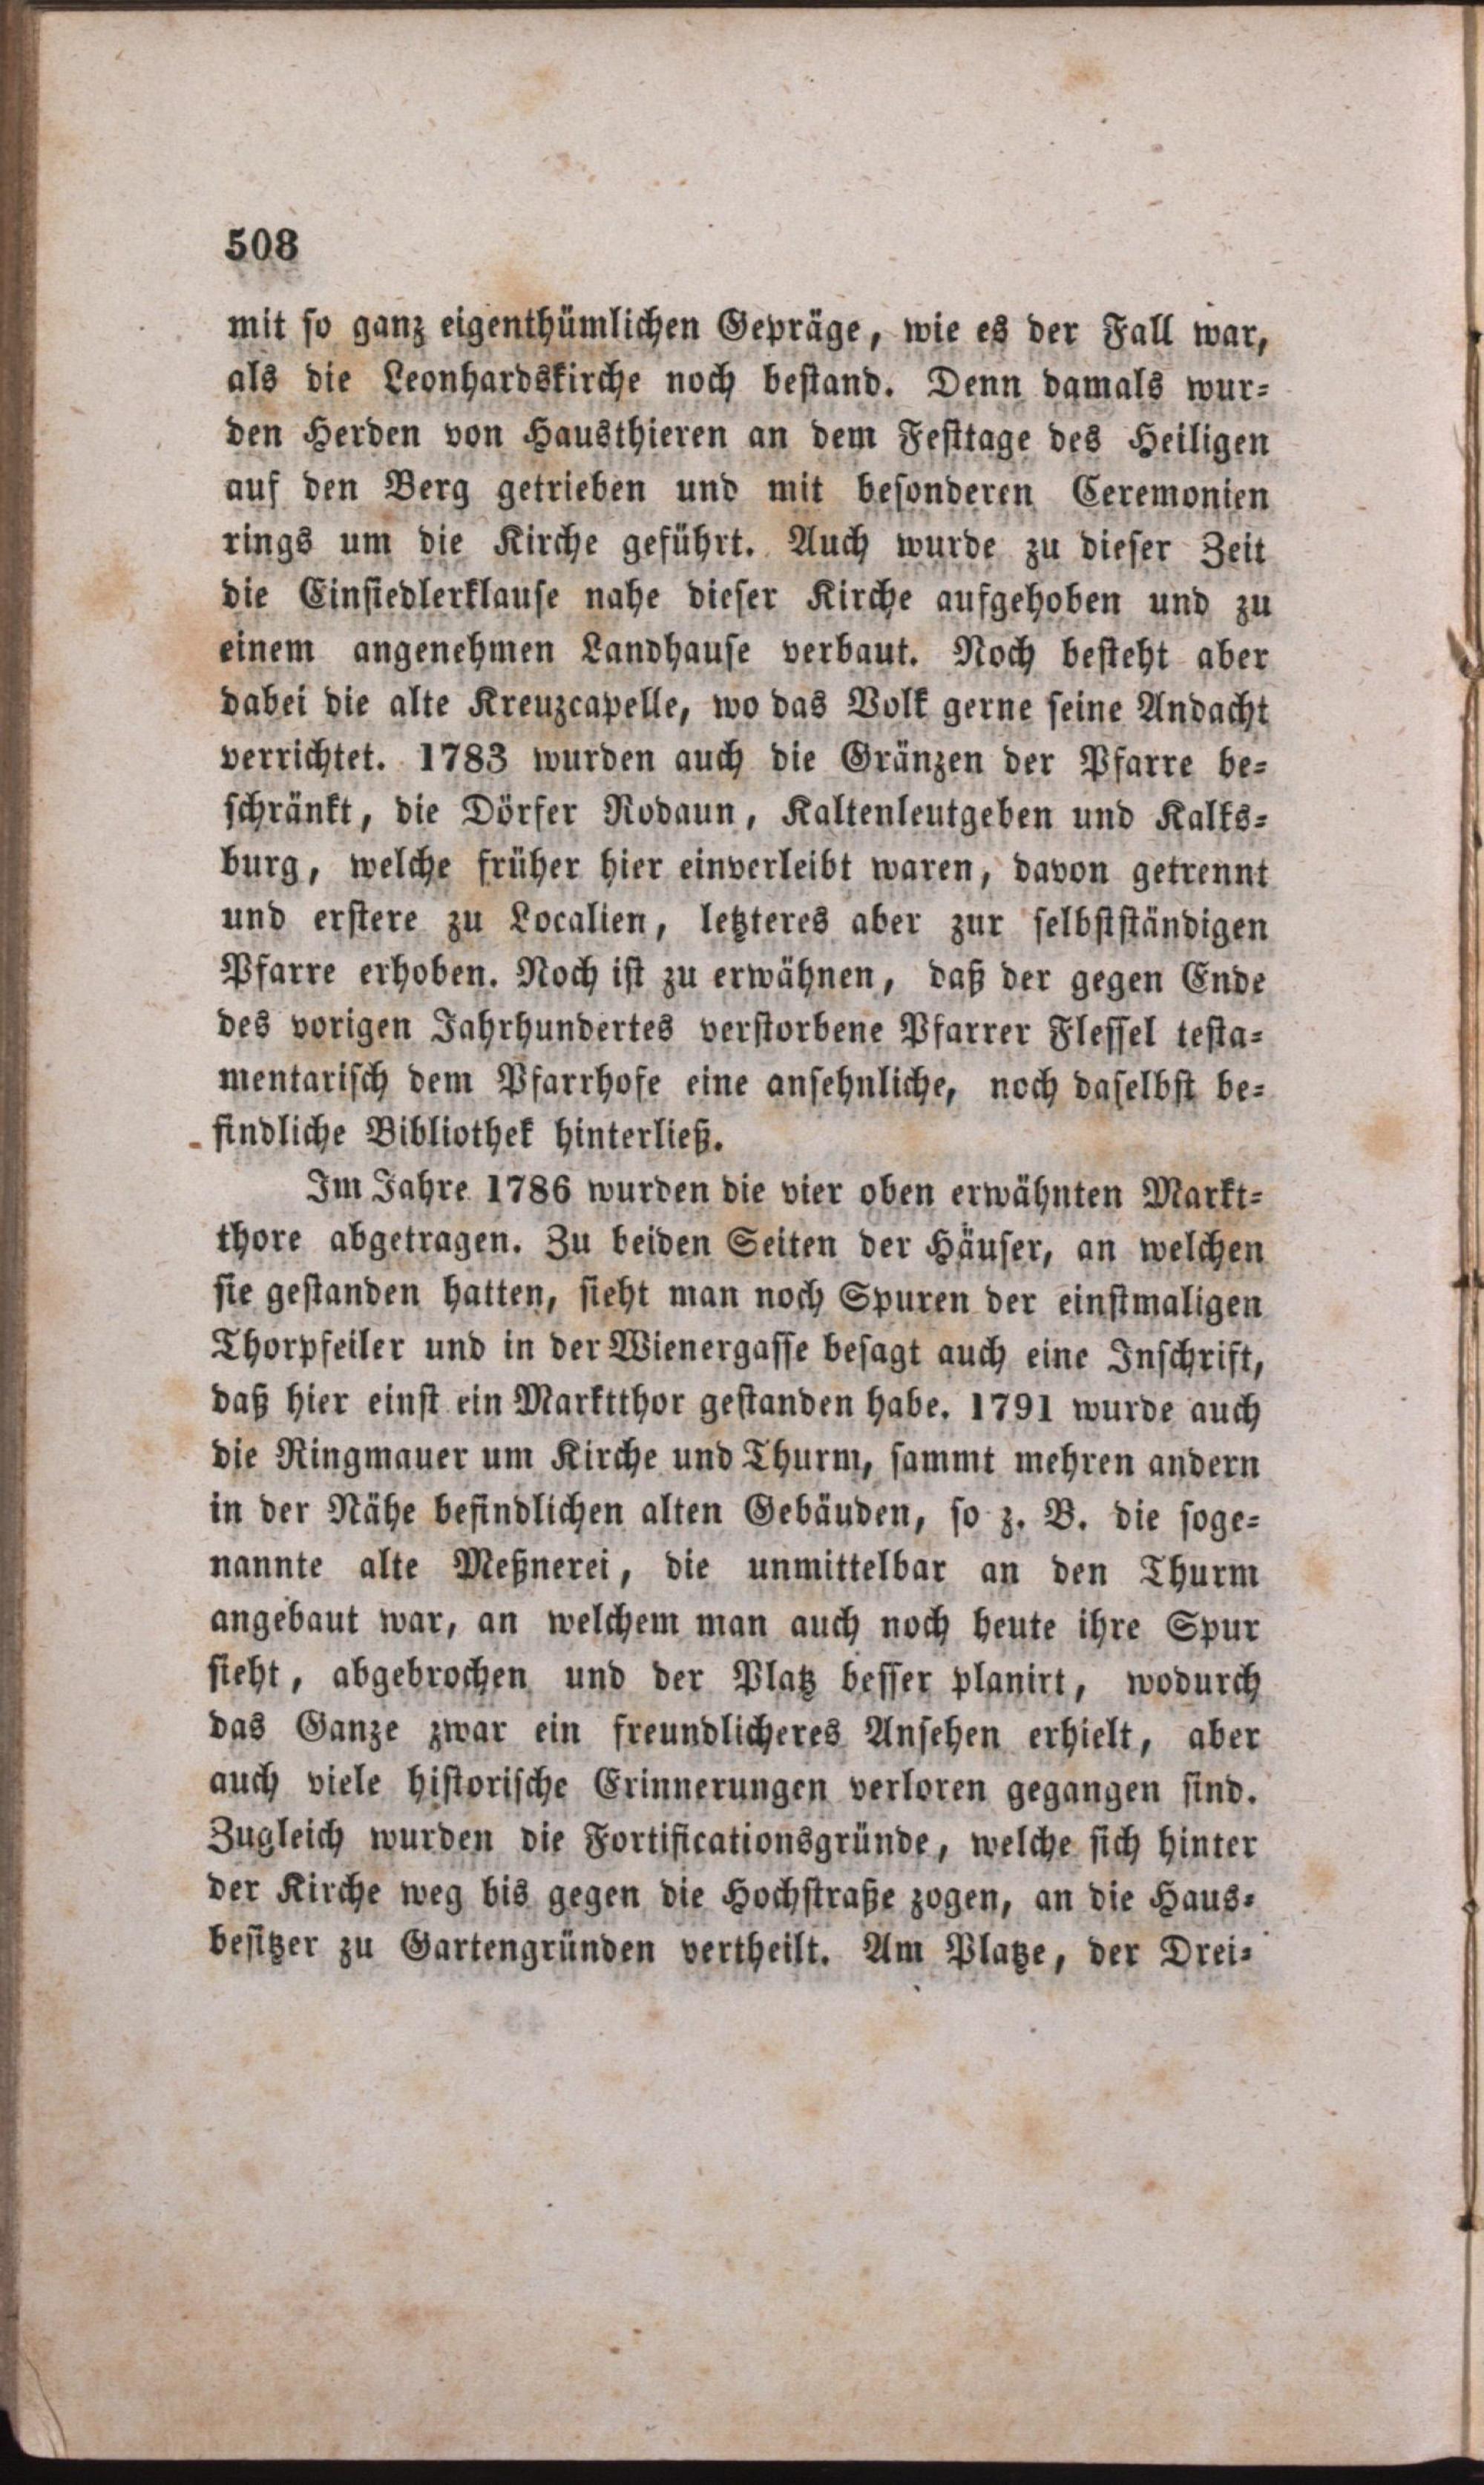 508
mit so ganz eigenthümlichen Gepräge, wie es der Fall war,
als die Leonhardskirche noch bestand. Denn damals wur-
den Herden von Hausthieren an dem Festtage des Heiligen
auf den Berg getrieben und mit besonderen Ceremonien
rings um die Kirche geführt. Auch wurde zu dieser Zeit
die Einsiedlerklause nahe dieser Kirche aufgehoben und zu
einem angenehmen Landhause verbaut. Noch besteht aber
dabei die alte Kreuzcapelle, wo das Volk gerne seine Andacht
verrichtet. 1783 wurden auch die Gränzen der Pfarre be-
schränkt, die Dörfer Rodaun, Kaltenleutgeben und Kalks-
burg, welche früher hier einverleibt waren, davon getrennt
und erstere zu Localien, letzteres aber zur selbstständigen
Pfarre erhoben. Noch ist zu erwähnen, daß der gegen Ende
des vorigen Jahrhundertes verstorbene Pfarrer Flessel testa-
mentarisch dem Pfarrhofe eine ansehnliche, noch daselbst be-
findliche Bibliothek hinterließ.
Im Jahre 1786 wurden die vier oben erwähnten Markt-
thore abgetragen. Zu beiden Seiten der Häuser, an welchen
sie gestanden hatten, sieht man noch Spuren der einstmaligen
Thorpfeiler und in der Wienergasse besagt auch eine Inschrift,
daß hier einst ein Marktthor gestanden habe. 1791 wurde auch
die Ringmauer um Kirche und Thurm, sammt mehren andern
in der Nähe befindlichen alten Gebäuden, so z. B. die soge-
nannte alte Meßnerei, die unmittelbar an den Thurm
angebaut war, an welchem man auch noch heute ihre Spur
sieht, abgebrochen und der Platz besser planirt, wodurch
das Ganze zwar ein freundlicheres Ansehen erhielt, aber
auch viele historische Erinnerungen verloren gegangen sind.
Zugleich wurden die Fortificationsgründe, welche sich hinter
der Kirche weg bis gegen die Hochstraße zogen, an die Haus-
besitzer zu Gartengründen vertheilt. Am Platze, der Drei-